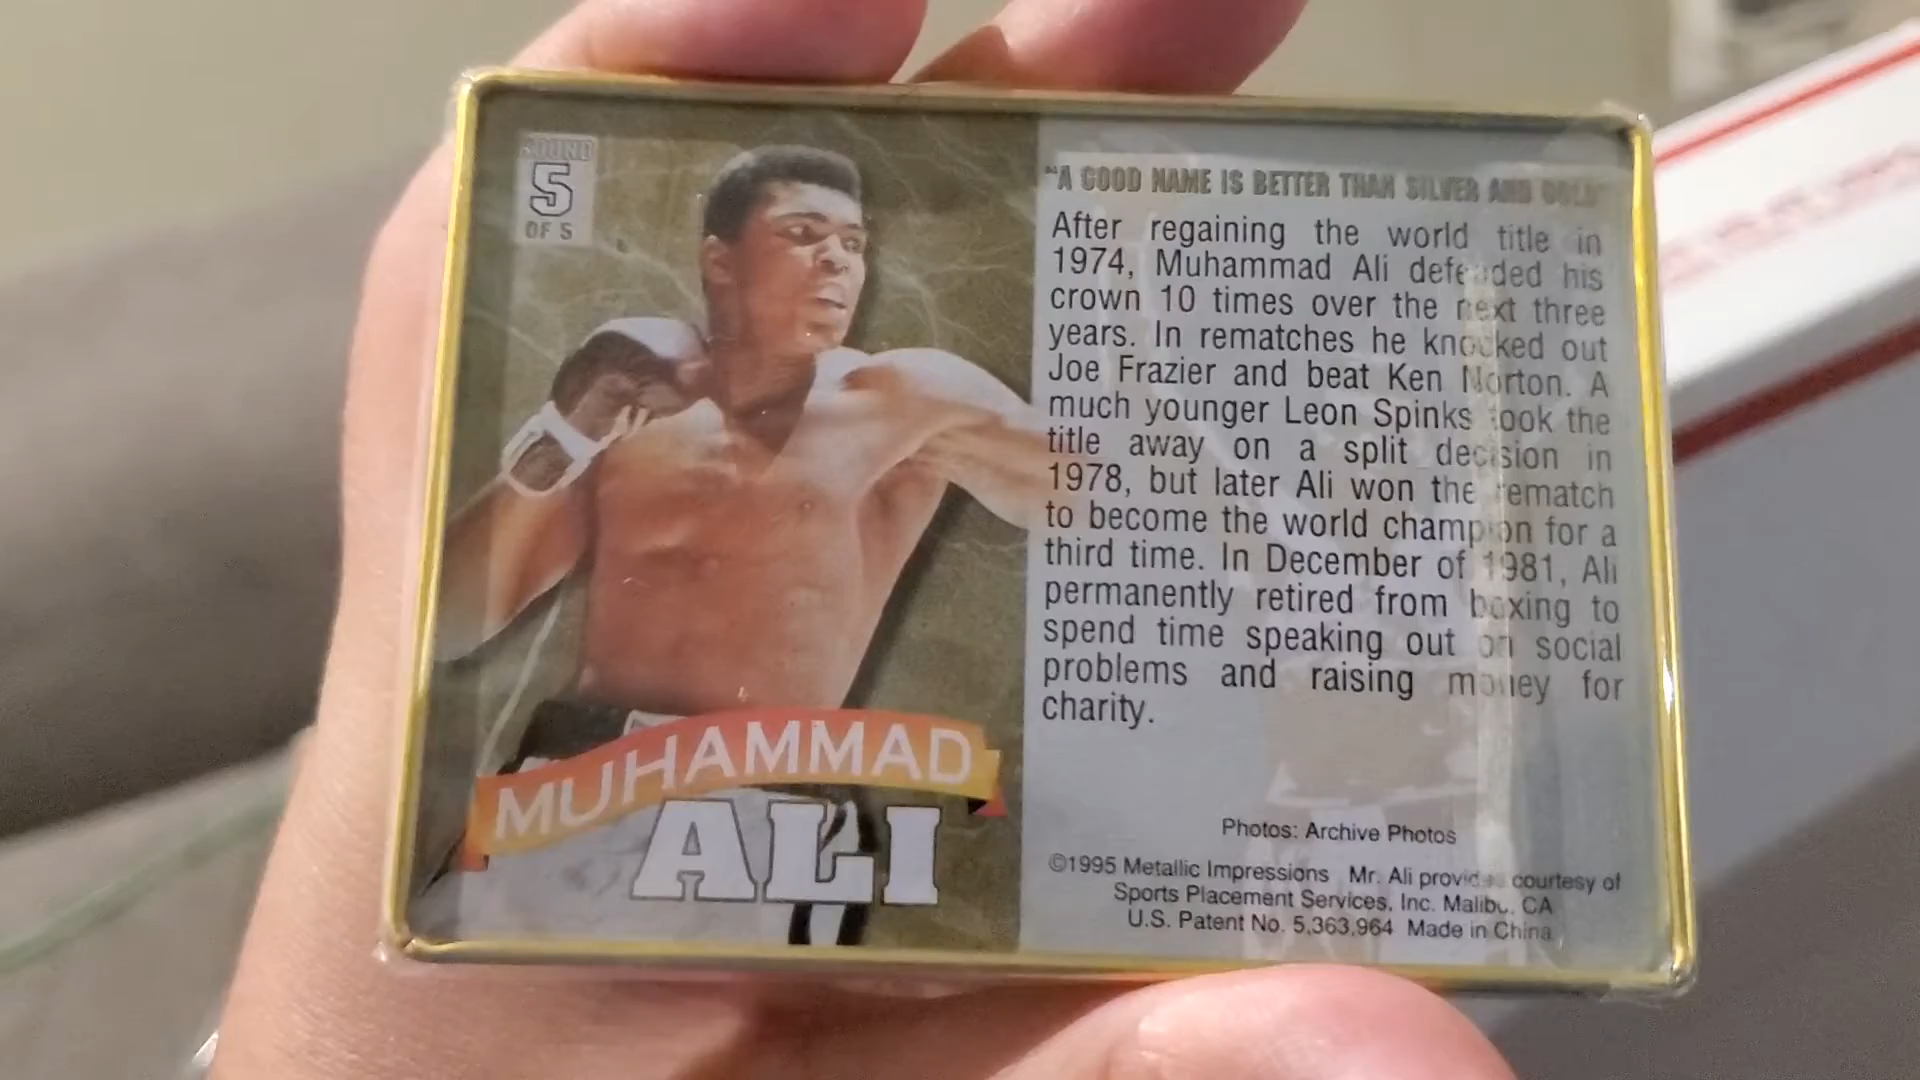 ROUND
5
OF 5
MUHAMMAD
ALI
"A GOOD NAME IS BETTER THAN SILVER AND GOLD"
After regaining the world title in
1974, Muhammad Ali defended his
crown 10 times over the next three
years. In rematches he knocked out
Joe Frazier and beat Ken Norton. A
much younger Leon Spinks took the
title away on a split decision in
1978, but later Ali won the rematch
to become the world champion for a
third time. In December of 1981, Ali
permanently retired from boxing to
spend time speaking out on social
problems and raising money for
charity.
Photos: Archive Photos
©1995 Metallic Impressions Mr. Ali provided courtesy of
Sports Placement Services, Inc. Malibu, CA
U.S. Patent No. 5,363,964 Made in China